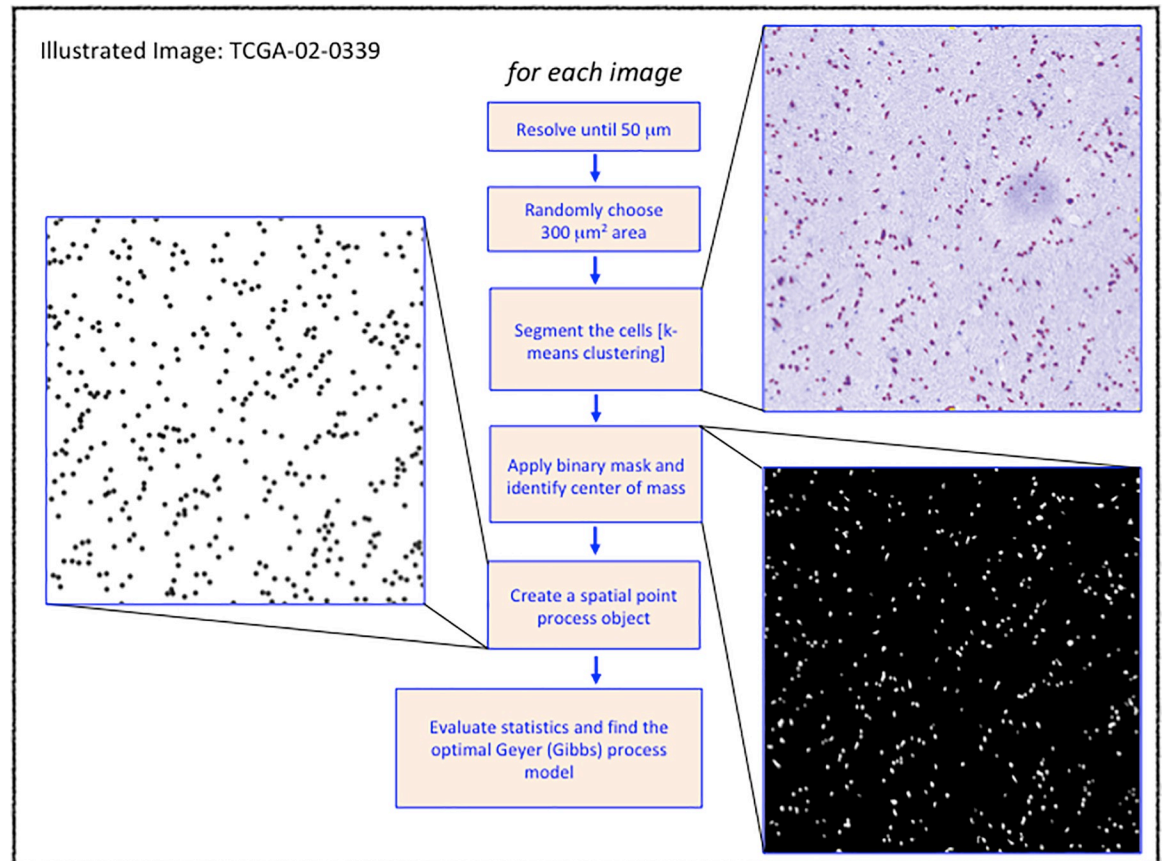 Illustrated Image: TCGA-02-0339
for each image
Resolve until 50 μm
Randomly choose
300 μm² area
Segment the cells [k-
means clustering]
Apply binary mask and
identify center of mass
Create a spatial point
process object
Evaluate statistics and find the
optimal Geyer (Gibbs) process
model